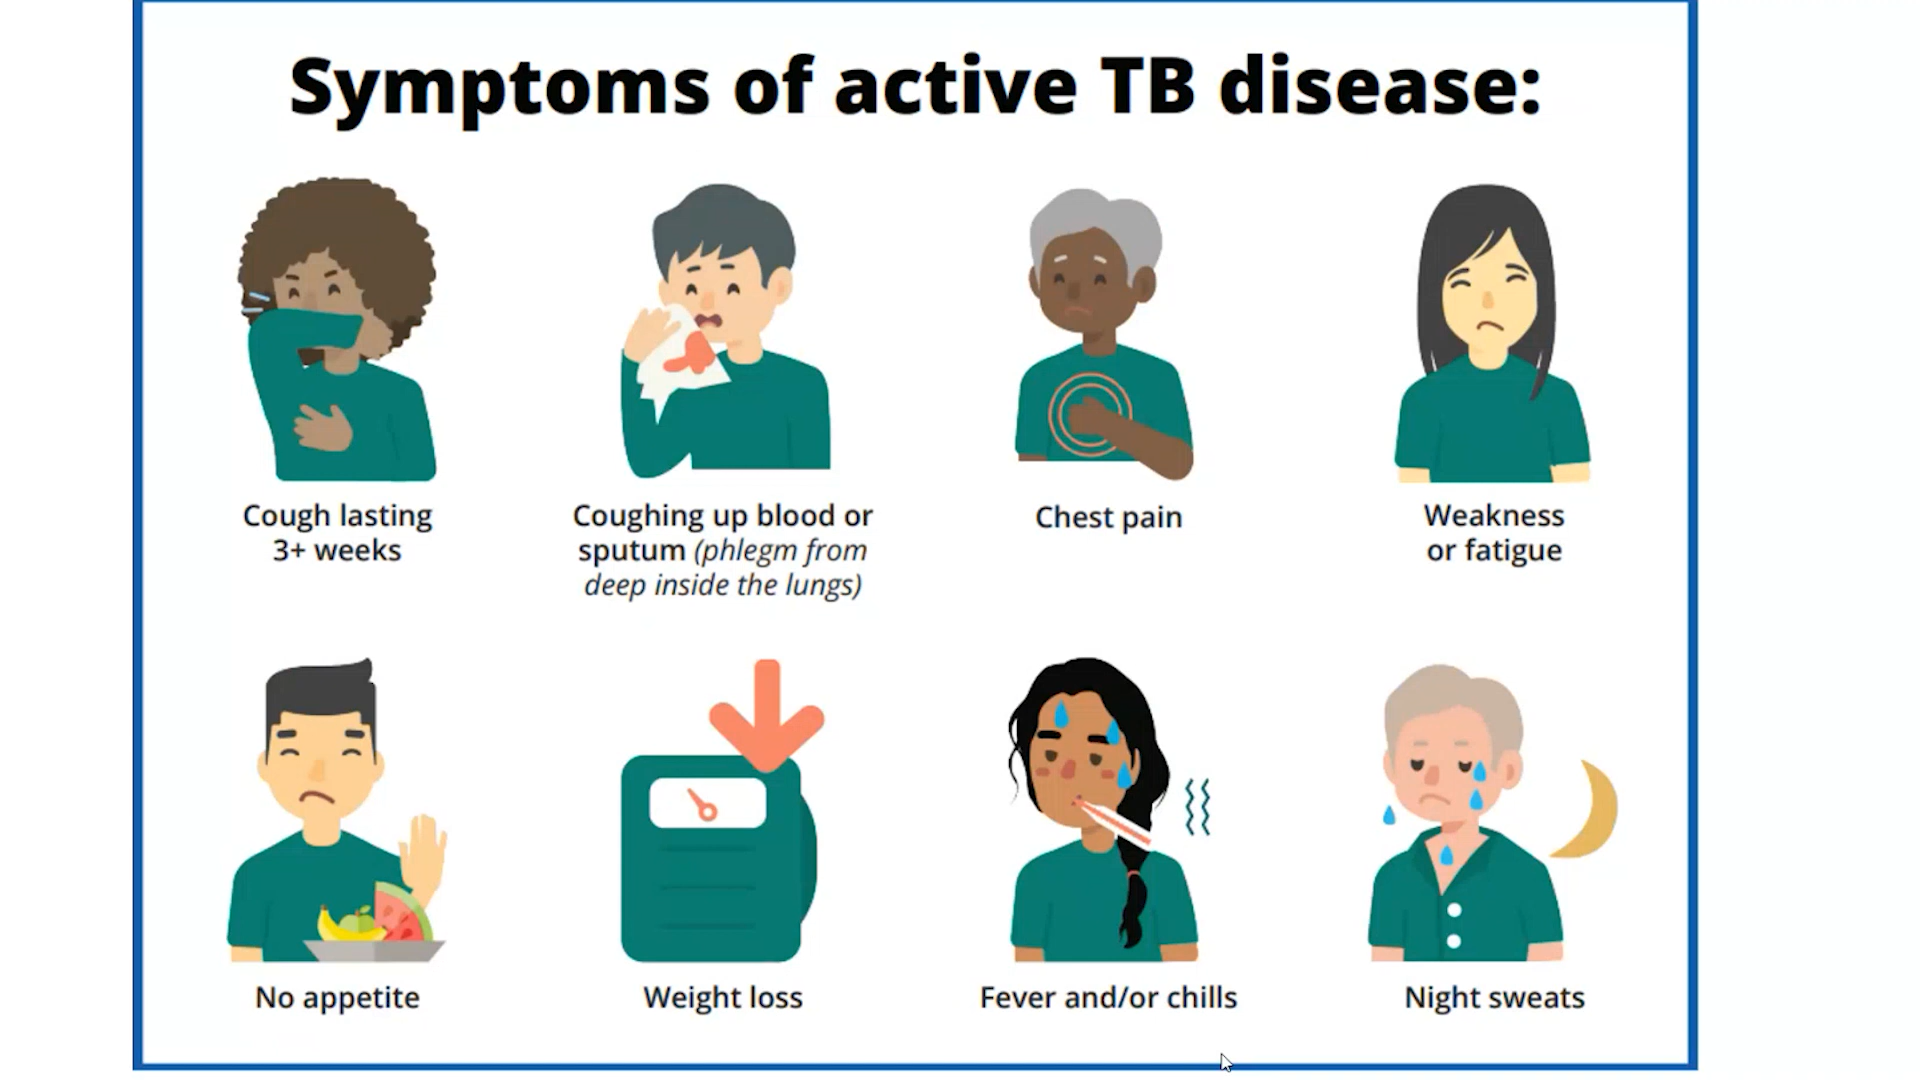 Symptoms of active TB disease:
Cough lasting
3+ weeks
Coughing up blood or
sputum (phlegm from
deep inside the lungs)
Chest pain
Weakness
or fatigue
No appetite
Weight loss
Fever and/or chills
Night sweats